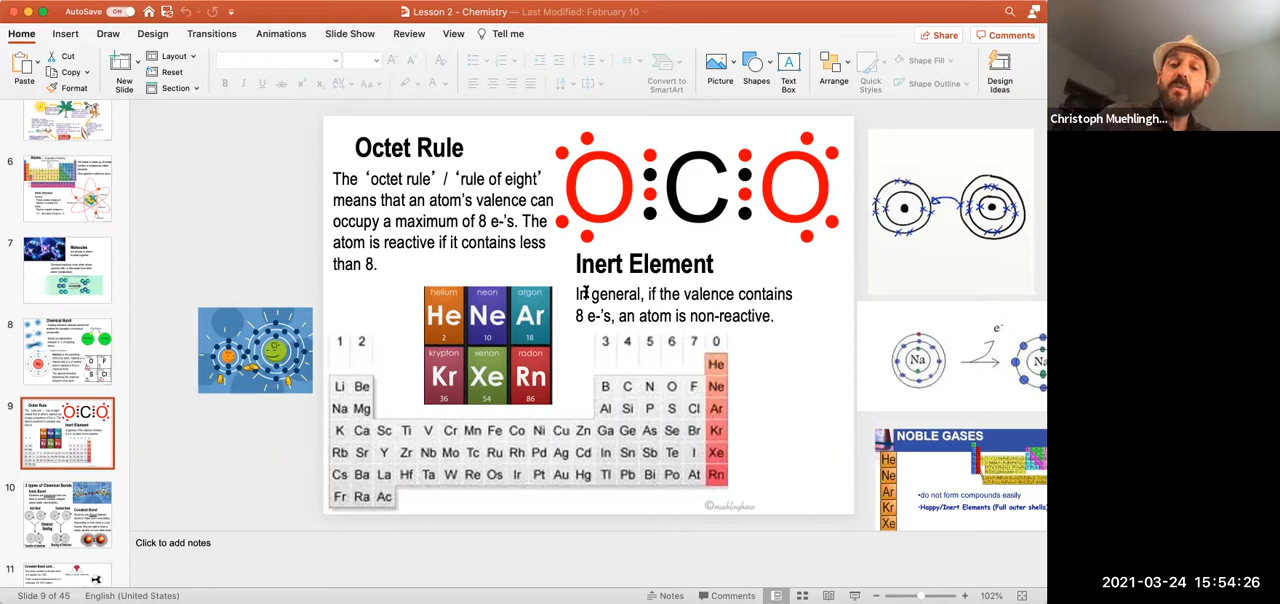 AutoSave ON
Lesson 2 - Chemistry — Last Modified: February 10
Home Insert Draw Design Transitions Animations Slide Show Review View Tell me
Share Comments
Paste
Cut
Copy
Format
New
Slide
Layout
Reset
Section
Convert to
SmartArt
Picture
Shapes
Text
Box
Arrange
Quick
Styles
Shape Fill
Shape Outline
Design
Ideas
Christoph Muehlingh...
6
7
8
9
10
11
Octet Rule
The ‘octet rule’ / ‘rule of eight’
means that an atom's valence can
occupy a maximum of 8 e-'s. The
atom is reactive if it contains less
than 8.
O C O
Inert Element
In general, if the valence contains
8 e-'s, an atom is non-reactive.
helium neon argon
He Ne Ar
2 10 18
krypton xenon radon
Kr Xe Rn
36 54 86
2 3 4 5 6 7 0
He
Be B C N O F Ne
Na Mg Al Si P S Cl Ar
Ca Sc Ti V Cr Mn Ni Cu Zn Ga Ge As Se Br Kr
Rb Sr Y Zr Nb Mo Tc Ru Rh Pd Ag Cd In Sn Sb Te I Xe
Ba La Hf Ta W Re Os Ir Pt Au Hg Tl Pb Bi Po At Rn
Fr Ra Ac
©muehlinghaus
Cl-
e-
Na
Na
NOBLE GASES
He
Ne
Ar
Kr
Xe
•do not form compounds easily
•Happy/Inert Elements (Full outer shells)
Click to add notes
Slide 9 of 45 English (United States)
Notes Comments 102%
2021-03-24 15:54:26